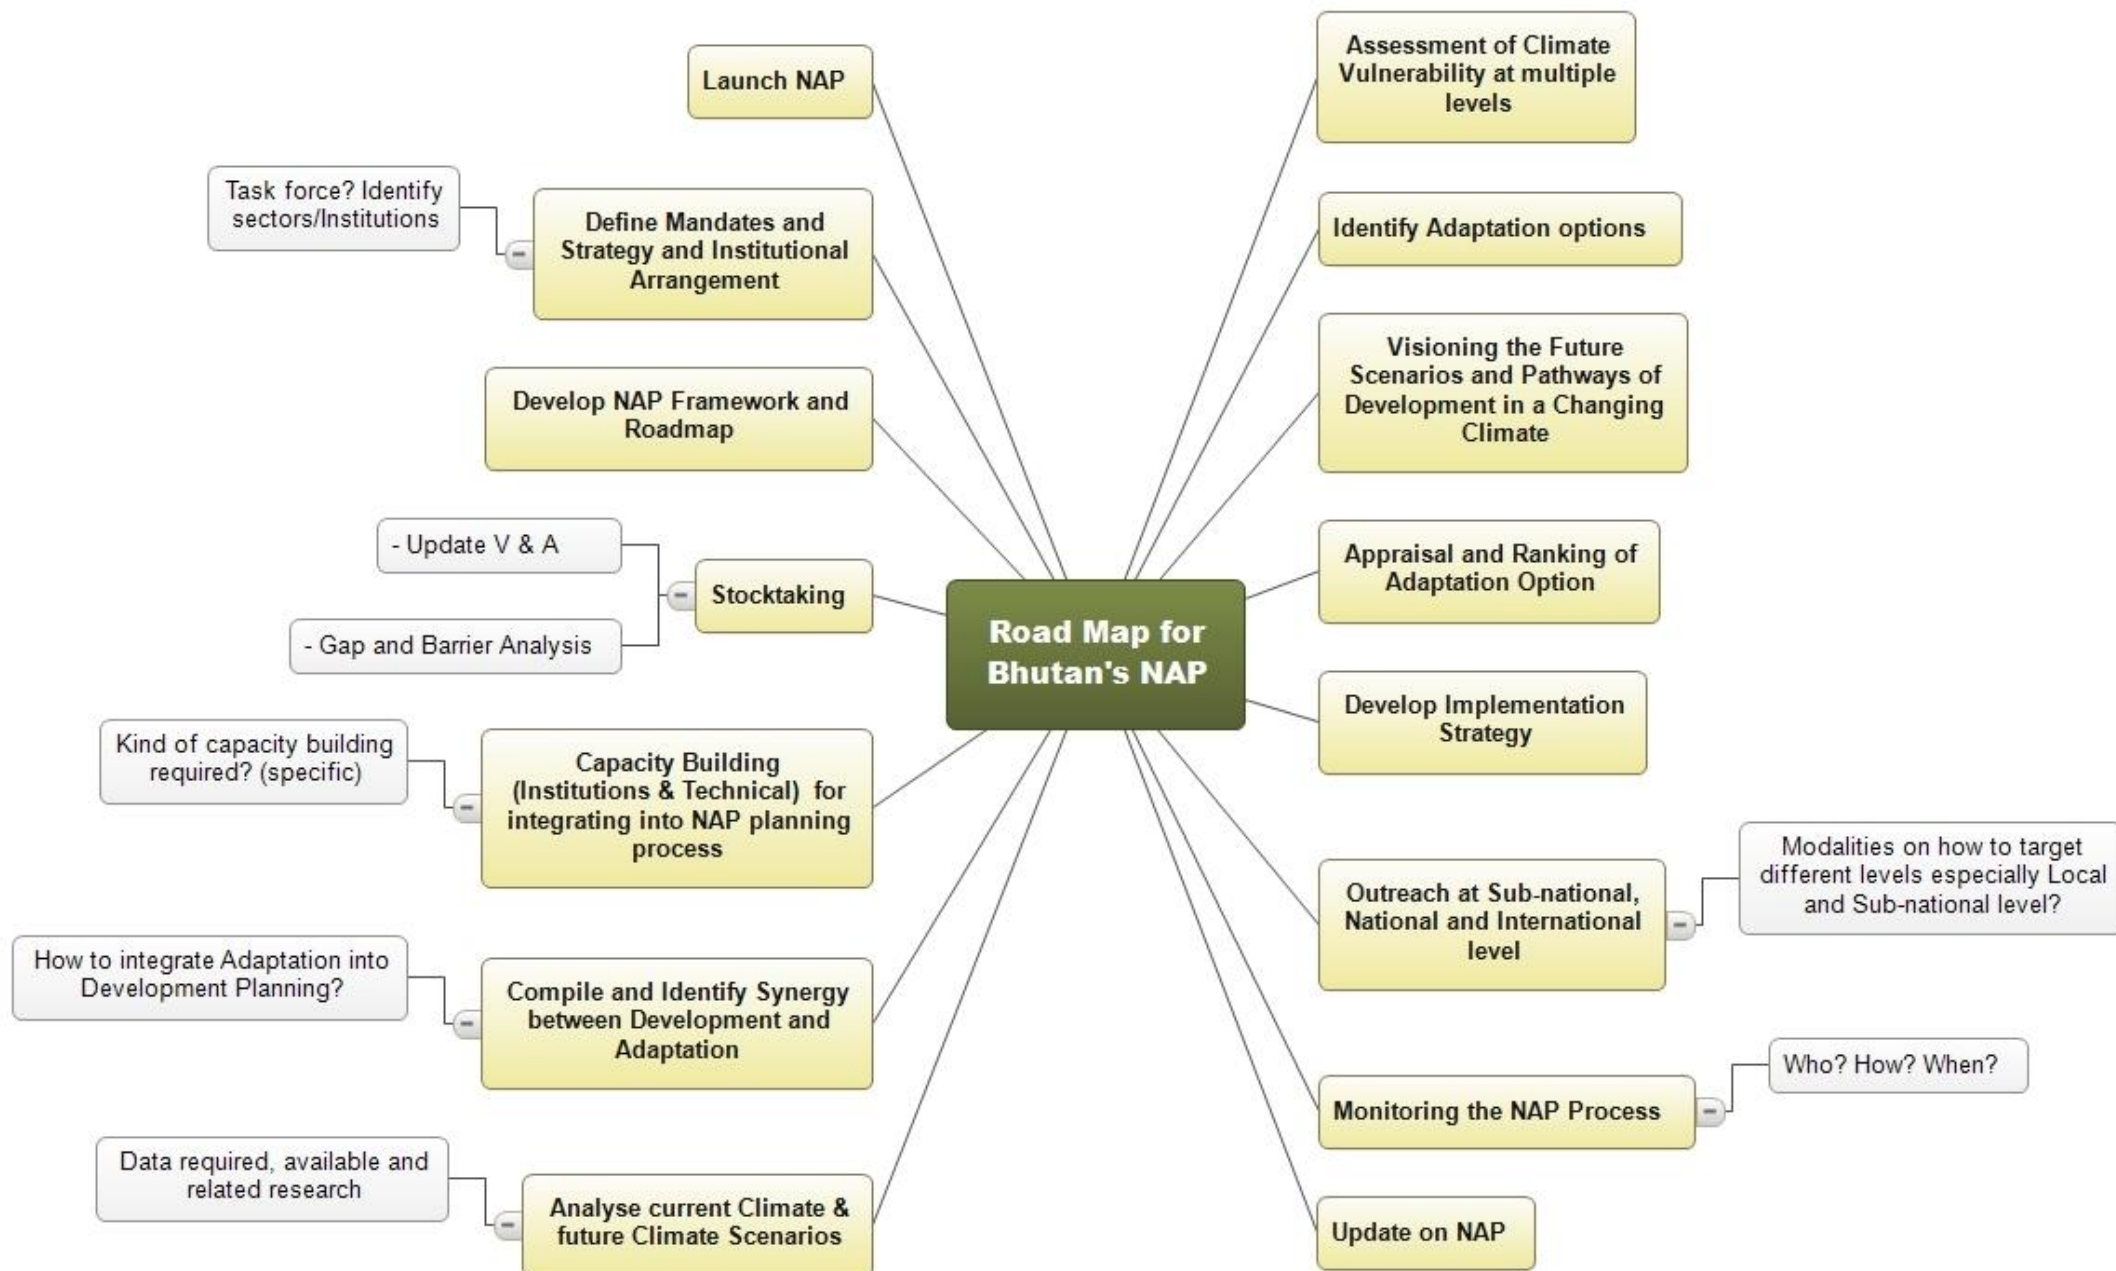 Launch NAP
Task force? Identify
sectors/Institutions
Define Mandates and
Strategy and Institutional
Arrangement
Develop NAP Framework and
Roadmap
- Update V & A
- Gap and Barrier Analysis
Stocktaking
Kind of capacity building
required? (specific)
Capacity Building
(Institutions & Technical)  for
integrating into NAP planning
process
How to integrate Adaptation into
Development Planning?
Compile and Identify Synergy
between Development and
Adaptation
Data required, available and
related research
Analyse current Climate &
future Climate Scenarios
Road Map for
Bhutan's NAP
Assessment of Climate
Vulnerability at multiple
levels
Identify Adaptation options
Visioning the Future
Scenarios and Pathways of
Development in a Changing
Climate
Appraisal and Ranking of
Adaptation Option
Develop Implementation
Strategy
Outreach at Sub-national,
National and International
level
Modalities on how to target
different levels especially Local
and Sub-national level?
Monitoring the NAP Process
Who? How? When?
Update on NAP